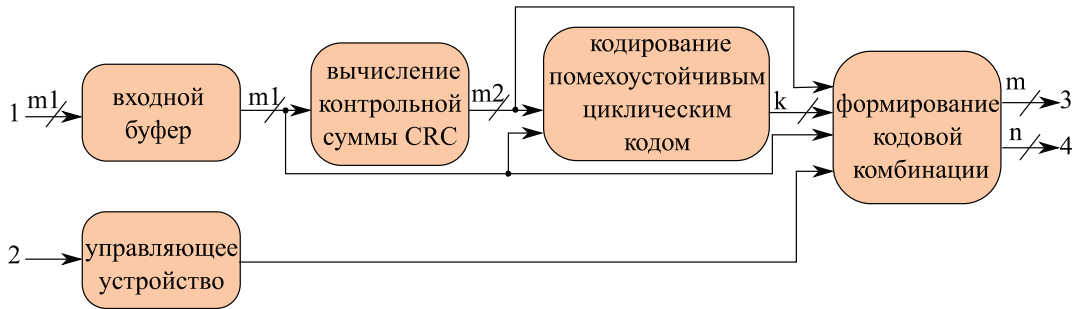 1
m1
входной
буфер
m1
вычисление
контрольной
суммы CRC
m2
кодирование
помехоустойчивым
циклическим
кодом
k
формирование
кодовой
комбинации
m
3
n
4
2
управляющее
устройство